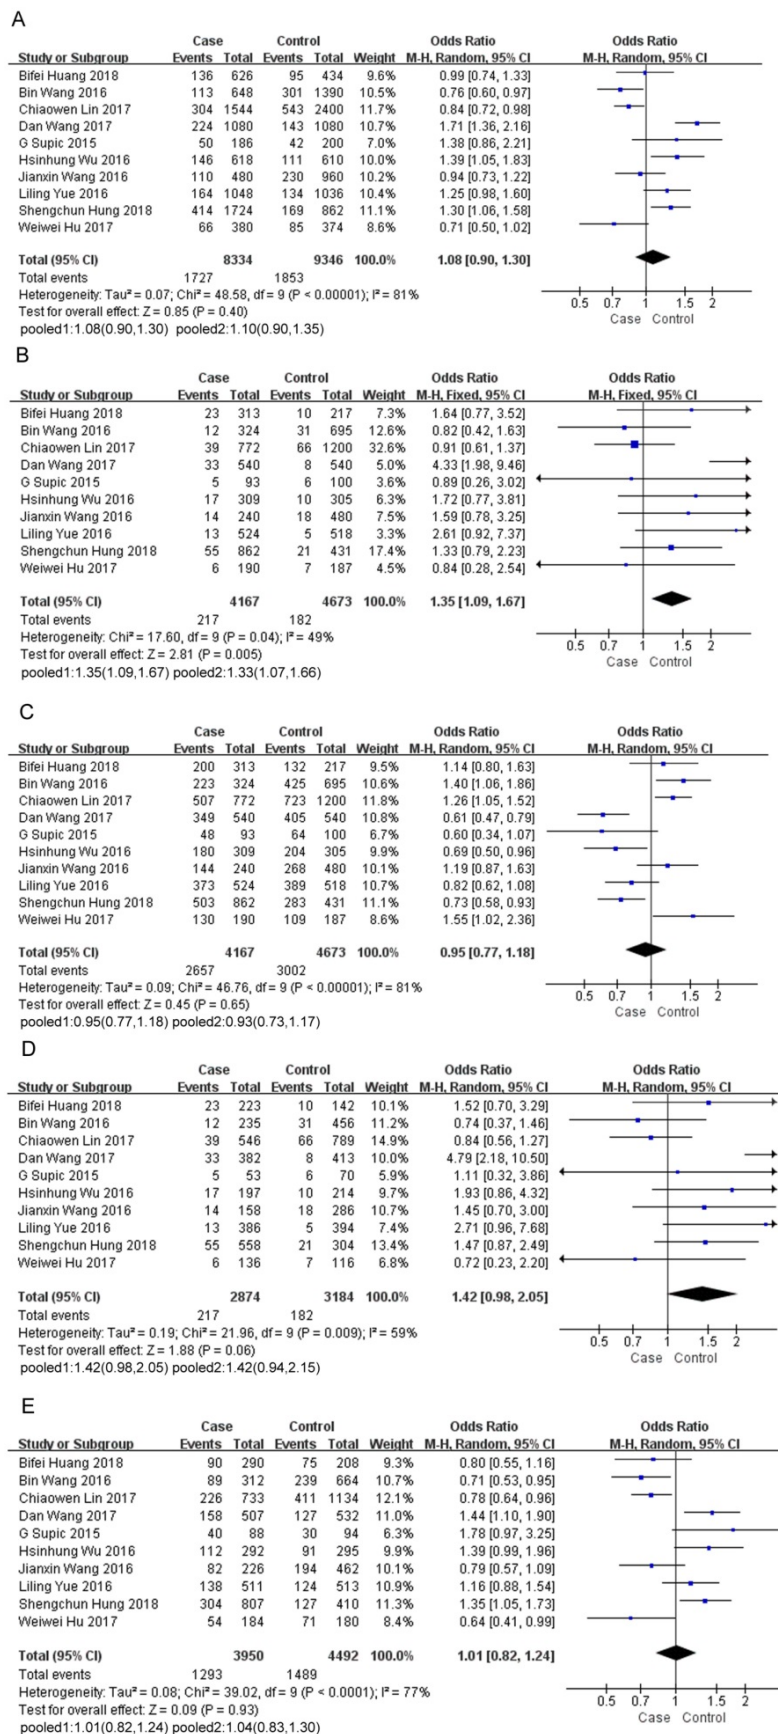 A
Case Control Odds Ratio Odds Ratio
Study or Subgroup Events Total Events Total Weight M-H, Random, 95% CI M-H, Random, 95% CI
Bifei Huang 2018 136 626 95 434 9.6% 0.99 [0.74, 1.33]
Bin Wang 2016 113 648 301 1390 10.6% 0.76 [0.60, 0.97]
Chiaowen Lin 2017 304 1544 543 2400 11.7% 0.84 [0.72, 0.98]
Dan Wang 2017 224 1080 143 1080 10.7% 1.71 [1.36, 2.16]
G Supic 2015 50 186 42 200 7.0% 1.38 [0.86, 2.21]
Hsinhung Wu 2016 146 618 111 610 9.9% 1.39 [1.05, 1.83]
Jianxin Wang 2016 110 480 230 960 10.3% 0.94 [0.73, 1.22]
Liling Yue 2016 164 1048 134 1036 10.4% 1.25 [0.98, 1.60]
Shengchun Hung 2018 414 1724 169 862 11.1% 1.30 [1.06, 1.58]
Weiwei Hu 2017 66 380 85 374 8.6% 0.71 [0.50, 1.02]
Total (95% CI) 8334 9346 100.0% 1.08 [0.90, 1.30]
Total events 1727 1853
Heterogeneity: Tau² = 0.07; Chi² = 48.58, df = 9 (P < 0.00001); I² = 81%
Test for overall effect: Z = 0.85 (P = 0.40)
0.5 0.7 1 1.5 2
Case Control
pooled1:1.08(0.90,1.30) pooled2:1.10(0.90,1.35)
B
Case Control Odds Ratio Odds Ratio
Study or Subgroup Events Total Events Total Weight M-H, Fixed, 95% CI M-H, Fixed, 95% CI
Bifei Huang 2018 23 313 10 217 7.3% 1.64 [0.77, 3.52]
Bin Wang 2016 12 324 31 695 12.6% 0.82 [0.42, 1.63]
Chiaowen Lin 2017 39 772 66 1200 32.6% 0.91 [0.61, 1.37]
Dan Wang 2017 33 540 8 540 5.0% 4.33 [1.98, 9.46]
G Supic 2015 5 93 6 100 3.6% 0.89 [0.26, 3.02]
Hsinhung Wu 2016 17 309 10 305 6.3% 1.72 [0.77, 3.81]
Jianxin Wang 2016 14 240 18 480 7.5% 1.59 [0.78, 3.25]
Liling Yue 2016 13 524 5 518 3.3% 2.61 [0.92, 7.37]
Shengchun Hung 2018 55 862 21 431 17.4% 1.33 [0.79, 2.23]
Weiwei Hu 2017 6 190 7 187 4.5% 0.84 [0.28, 2.54]
Total (95% CI) 4167 4673 100.0% 1.35 [1.09, 1.67]
Total events 217 182
Heterogeneity: Chi² = 17.60, df = 9 (P = 0.04); I² = 49%
Test for overall effect: Z = 2.81 (P = 0.005)
0.5 0.7 1 1.5 2
Case Control
pooled1:1.35(1.09,1.67) pooled2:1.33(1.07,1.66)
C
Case Control Odds Ratio Odds Ratio
Study or Subgroup Events Total Events Total Weight M-H, Random, 95% CI M-H, Random, 95% CI
Bifei Huang 2018 200 313 132 217 9.5% 1.14 [0.80, 1.63]
Bin Wang 2016 223 324 425 695 10.6% 1.40 [1.06, 1.86]
Chiaowen Lin 2017 507 772 723 1200 11.8% 1.26 [1.05, 1.52]
Dan Wang 2017 349 540 405 540 10.8% 0.61 [0.47, 0.79]
G Supic 2015 48 93 64 100 6.7% 0.60 [0.34, 1.07]
Hsinhung Wu 2016 180 309 204 305 9.9% 0.69 [0.50, 0.96]
Jianxin Wang 2016 144 240 268 480 10.1% 1.19 [0.87, 1.63]
Liling Yue 2016 373 524 389 518 10.7% 0.82 [0.62, 1.08]
Shengchun Hung 2018 503 862 283 431 11.1% 0.73 [0.58, 0.93]
Weiwei Hu 2017 130 190 109 187 8.6% 1.55 [1.02, 2.36]
Total (95% CI) 4167 4673 100.0% 0.95 [0.77, 1.18]
Total events 2657 3002
Heterogeneity: Tau² = 0.09; Chi² = 46.76, df = 9 (P < 0.00001); I² = 81%
Test for overall effect: Z = 0.45 (P = 0.65)
0.5 0.7 1 1.5 2
Case Control
pooled1:0.95(0.77,1.18) pooled2:0.93(0.73,1.17)
D
Case Control Odds Ratio Odds Ratio
Study or Subgroup Events Total Events Total Weight M-H, Random, 95% CI M-H, Random, 95% CI
Bifei Huang 2018 23 223 10 142 10.1% 1.52 [0.70, 3.29]
Bin Wang 2016 12 235 31 456 11.2% 0.74 [0.37, 1.46]
Chiaowen Lin 2017 39 546 66 789 14.9% 0.84 [0.56, 1.27]
Dan Wang 2017 33 382 8 413 10.0% 4.79 [2.18, 10.50]
G Supic 2015 5 53 6 70 5.9% 1.11 [0.32, 3.86]
Hsinhung Wu 2016 17 197 10 214 9.7% 1.93 [0.86, 4.32]
Jianxin Wang 2016 14 158 18 286 10.7% 1.45 [0.70, 3.00]
Liling Yue 2016 13 386 5 394 7.4% 2.71 [0.96, 7.68]
Shengchun Hung 2018 55 558 21 304 13.4% 1.47 [0.87, 2.49]
Weiwei Hu 2017 6 136 7 116 6.8% 0.72 [0.23, 2.20]
Total (95% CI) 2874 3184 100.0% 1.42 [0.98, 2.05]
Total events 217 182
Heterogeneity: Tau² = 0.19; Chi² = 21.96, df = 9 (P = 0.009); I² = 59%
Test for overall effect: Z = 1.88 (P = 0.06)
0.5 0.7 1 1.5 2
Case Control
pooled1:1.42(0.98,2.05) pooled2:1.42(0.94,2.15)
E
Case Control Odds Ratio Odds Ratio
Study or Subgroup Events Total Events Total Weight M-H, Random, 95% CI M-H, Random, 95% CI
Bifei Huang 2018 90 290 75 208 9.3% 0.80 [0.55, 1.16]
Bin Wang 2016 89 312 239 664 10.7% 0.71 [0.53, 0.95]
Chiaowen Lin 2017 226 733 411 1134 12.1% 0.78 [0.64, 0.96]
Dan Wang 2017 158 507 127 532 11.0% 1.44 [1.10, 1.90]
G Supic 2015 40 88 30 94 6.3% 1.78 [0.97, 3.25]
Hsinhung Wu 2016 112 292 91 295 9.9% 1.39 [0.99, 1.96]
Jianxin Wang 2016 82 226 194 462 10.1% 0.79 [0.57, 1.09]
Liling Yue 2016 138 511 124 513 10.9% 1.16 [0.88, 1.54]
Shengchun Hung 2018 304 807 127 410 11.3% 1.35 [1.05, 1.73]
Weiwei Hu 2017 54 184 71 180 8.4% 0.64 [0.41, 0.99]
Total (95% CI) 3950 4492 100.0% 1.01 [0.82, 1.24]
Total events 1293 1489
Heterogeneity: Tau² = 0.08; Chi² = 39.02, df = 9 (P < 0.0001); I² = 77%
Test for overall effect: Z = 0.09 (P = 0.93)
0.5 0.7 1 1.5 2
Case Control
pooled1:1.01(0.82,1.24) pooled2:1.04(0.83,1.30)